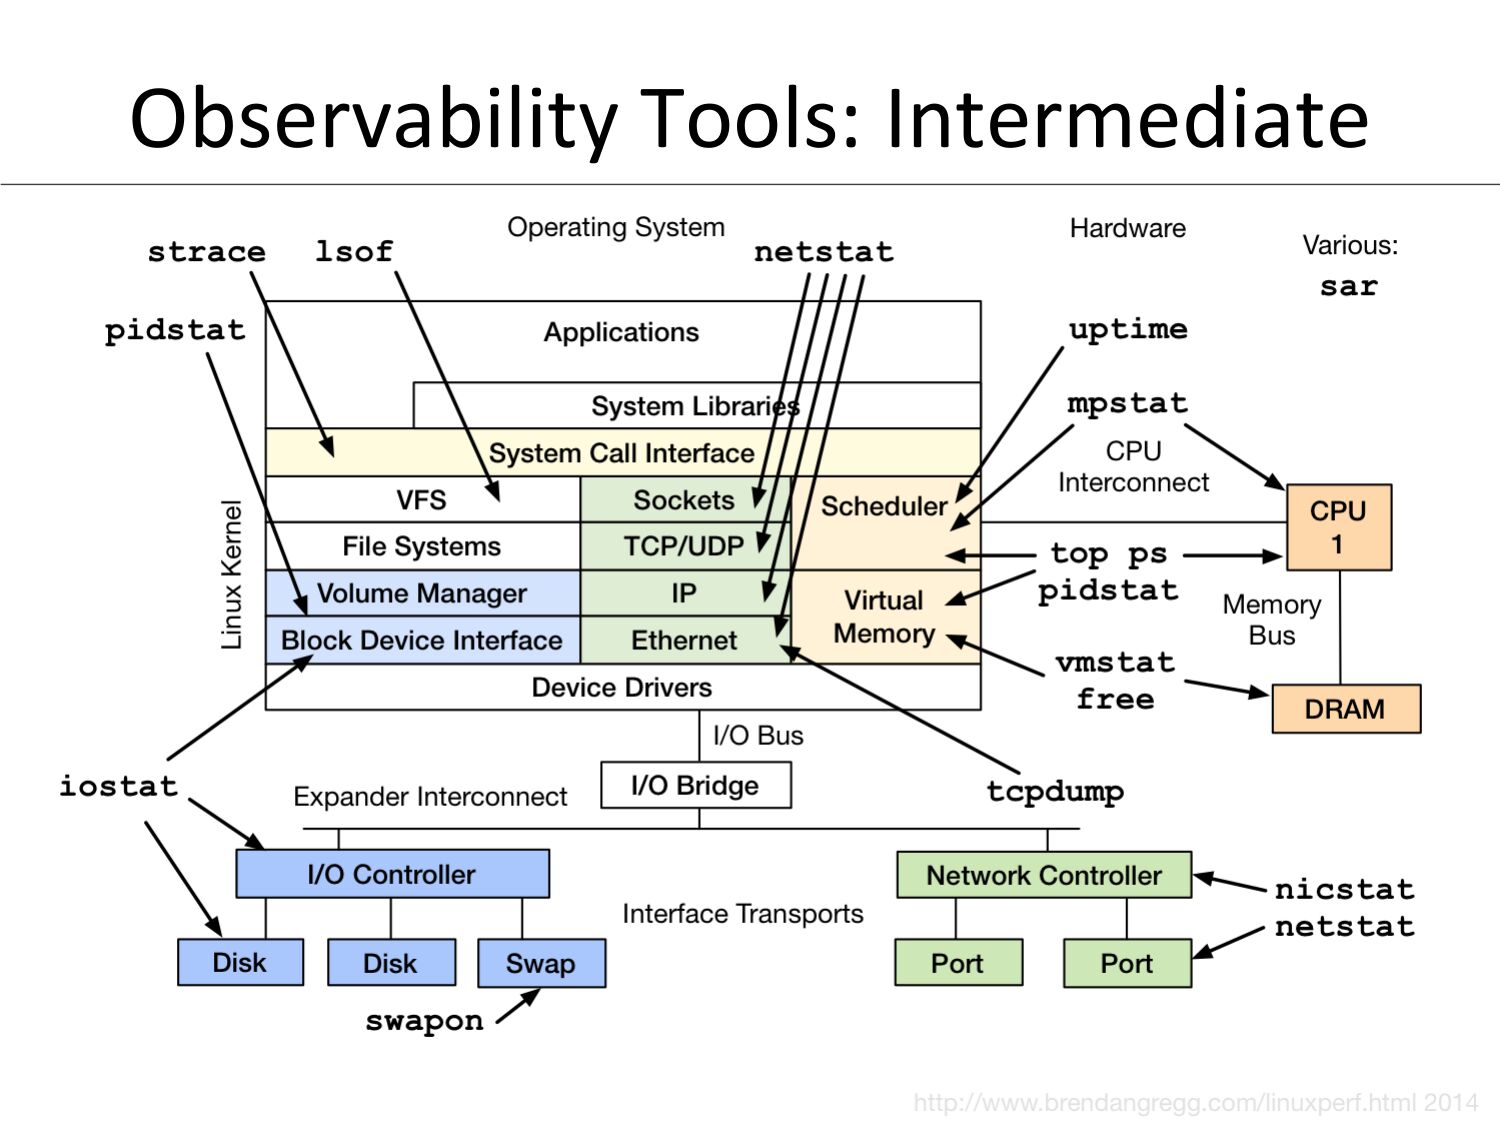 Observability Tools: Intermediate
Operating System
Hardware
Various:
sar
strace
lsof
netstat
pidstat
uptime
mpstat
Applications
System Libraries
System Call Interface
VFS
Sockets
Scheduler
File Systems
TCP/UDP
Volume Manager
IP
Virtual
Memory
Block Device Interface
Ethernet
Device Drivers
Linux Kernel
CPU
Interconnect
CPU
1
top ps
pidstat
Memory
Bus
vmstat
free
DRAM
I/O Bus
I/O Bridge
tcpdump
iostat
Expander Interconnect
I/O Controller
Network Controller
nicstat
netstat
Interface Transports
Disk
Disk
Swap
Port
Port
swapon
http://www.brendangregg.com/linuxperf.html 2014